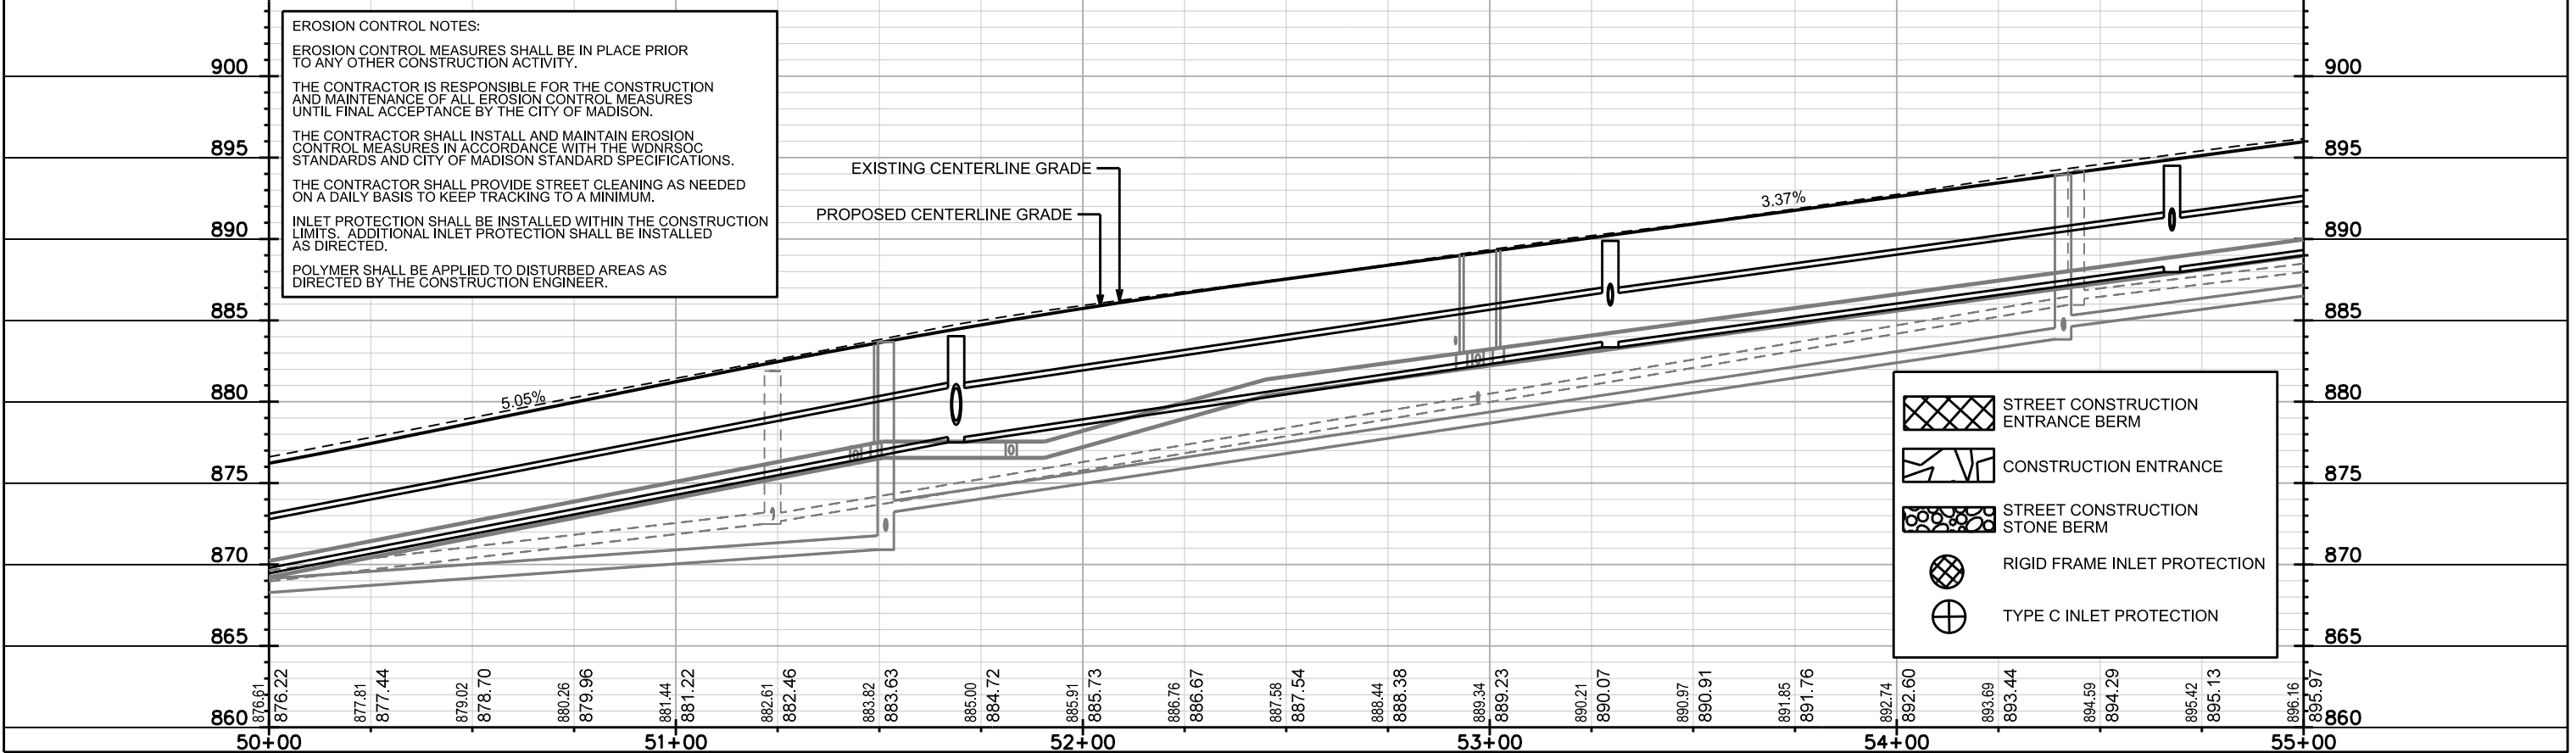 EROSION CONTROL NOTES:
EROSION CONTROL MEASURES SHALL BE IN PLACE PRIOR
TO ANY OTHER CONSTRUCTION ACTIVITY.
THE CONTRACTOR IS RESPONSIBLE FOR THE CONSTRUCTION
AND MAINTENANCE OF ALL EROSION CONTROL MEASURES
UNTIL FINAL ACCEPTANCE BY THE CITY OF MADISON.
THE CONTRACTOR SHALL INSTALL AND MAINTAIN EROSION
CONTROL MEASURES IN ACCORDANCE WITH THE WDNRSOC
STANDARDS AND CITY OF MADISON STANDARD SPECIFICATIONS.
THE CONTRACTOR SHALL PROVIDE STREET CLEANING AS NEEDED
ON A DAILY BASIS TO KEEP TRACKING TO A MINIMUM.
INLET PROTECTION SHALL BE INSTALLED WITHIN THE CONSTRUCTION
LIMITS. ADDITIONAL INLET PROTECTION SHALL BE INSTALLED
AS DIRECTED.
POLYMER SHALL BE APPLIED TO DISTURBED AREAS AS
DIRECTED BY THE CONSTRUCTION ENGINEER.
900
895
890
885
880
875
870
865
860
EXISTING CENTERLINE GRADE
PROPOSED CENTERLINE GRADE
5.05%
3.37%
900
895
890
885
880
875
870
865
860
STREET CONSTRUCTION
ENTRANCE BERM
CONSTRUCTION ENTRANCE
STREET CONSTRUCTION
STONE BERM
RIGID FRAME INLET PROTECTION
TYPE C INLET PROTECTION
876.61
876.22
877.81
877.44
879.02
878.70
880.26
879.96
881.44
881.22
882.61
882.46
883.82
883.63
885.00
884.72
885.91
885.73
886.76
886.67
887.58
887.54
888.44
888.38
889.34
889.23
890.21
890.07
890.97
890.91
891.85
891.76
892.74
892.60
893.69
893.44
894.59
894.29
895.42
895.13
896.16
895.97
50+00
51+00
52+00
53+00
54+00
55+00